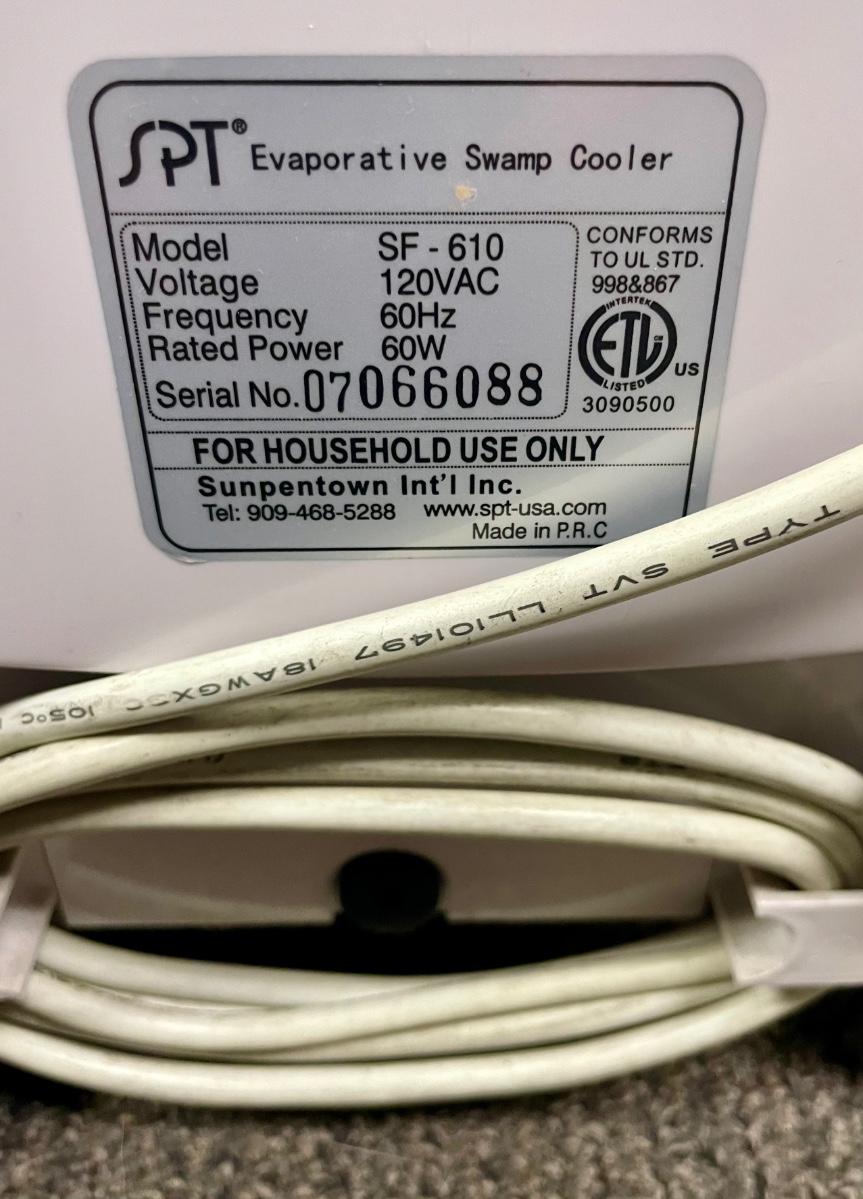 SPT® Evaporative Swamp Cooler
Model SF - 610
Voltage 120VAC
Frequency 60Hz
Rated Power 60W
Serial No. 07066088
CONFORMS
TO UL STD.
998&867
INTERTEK
ETL CM US
LISTED
3090500
FOR HOUSEHOLD USE ONLY
Sunpentown Int'l Inc.
Tel: 909-468-5288 www.spt-usa.com
Made in P.R.C
TYPE SVT LL101497 18AWGX3C 105°C